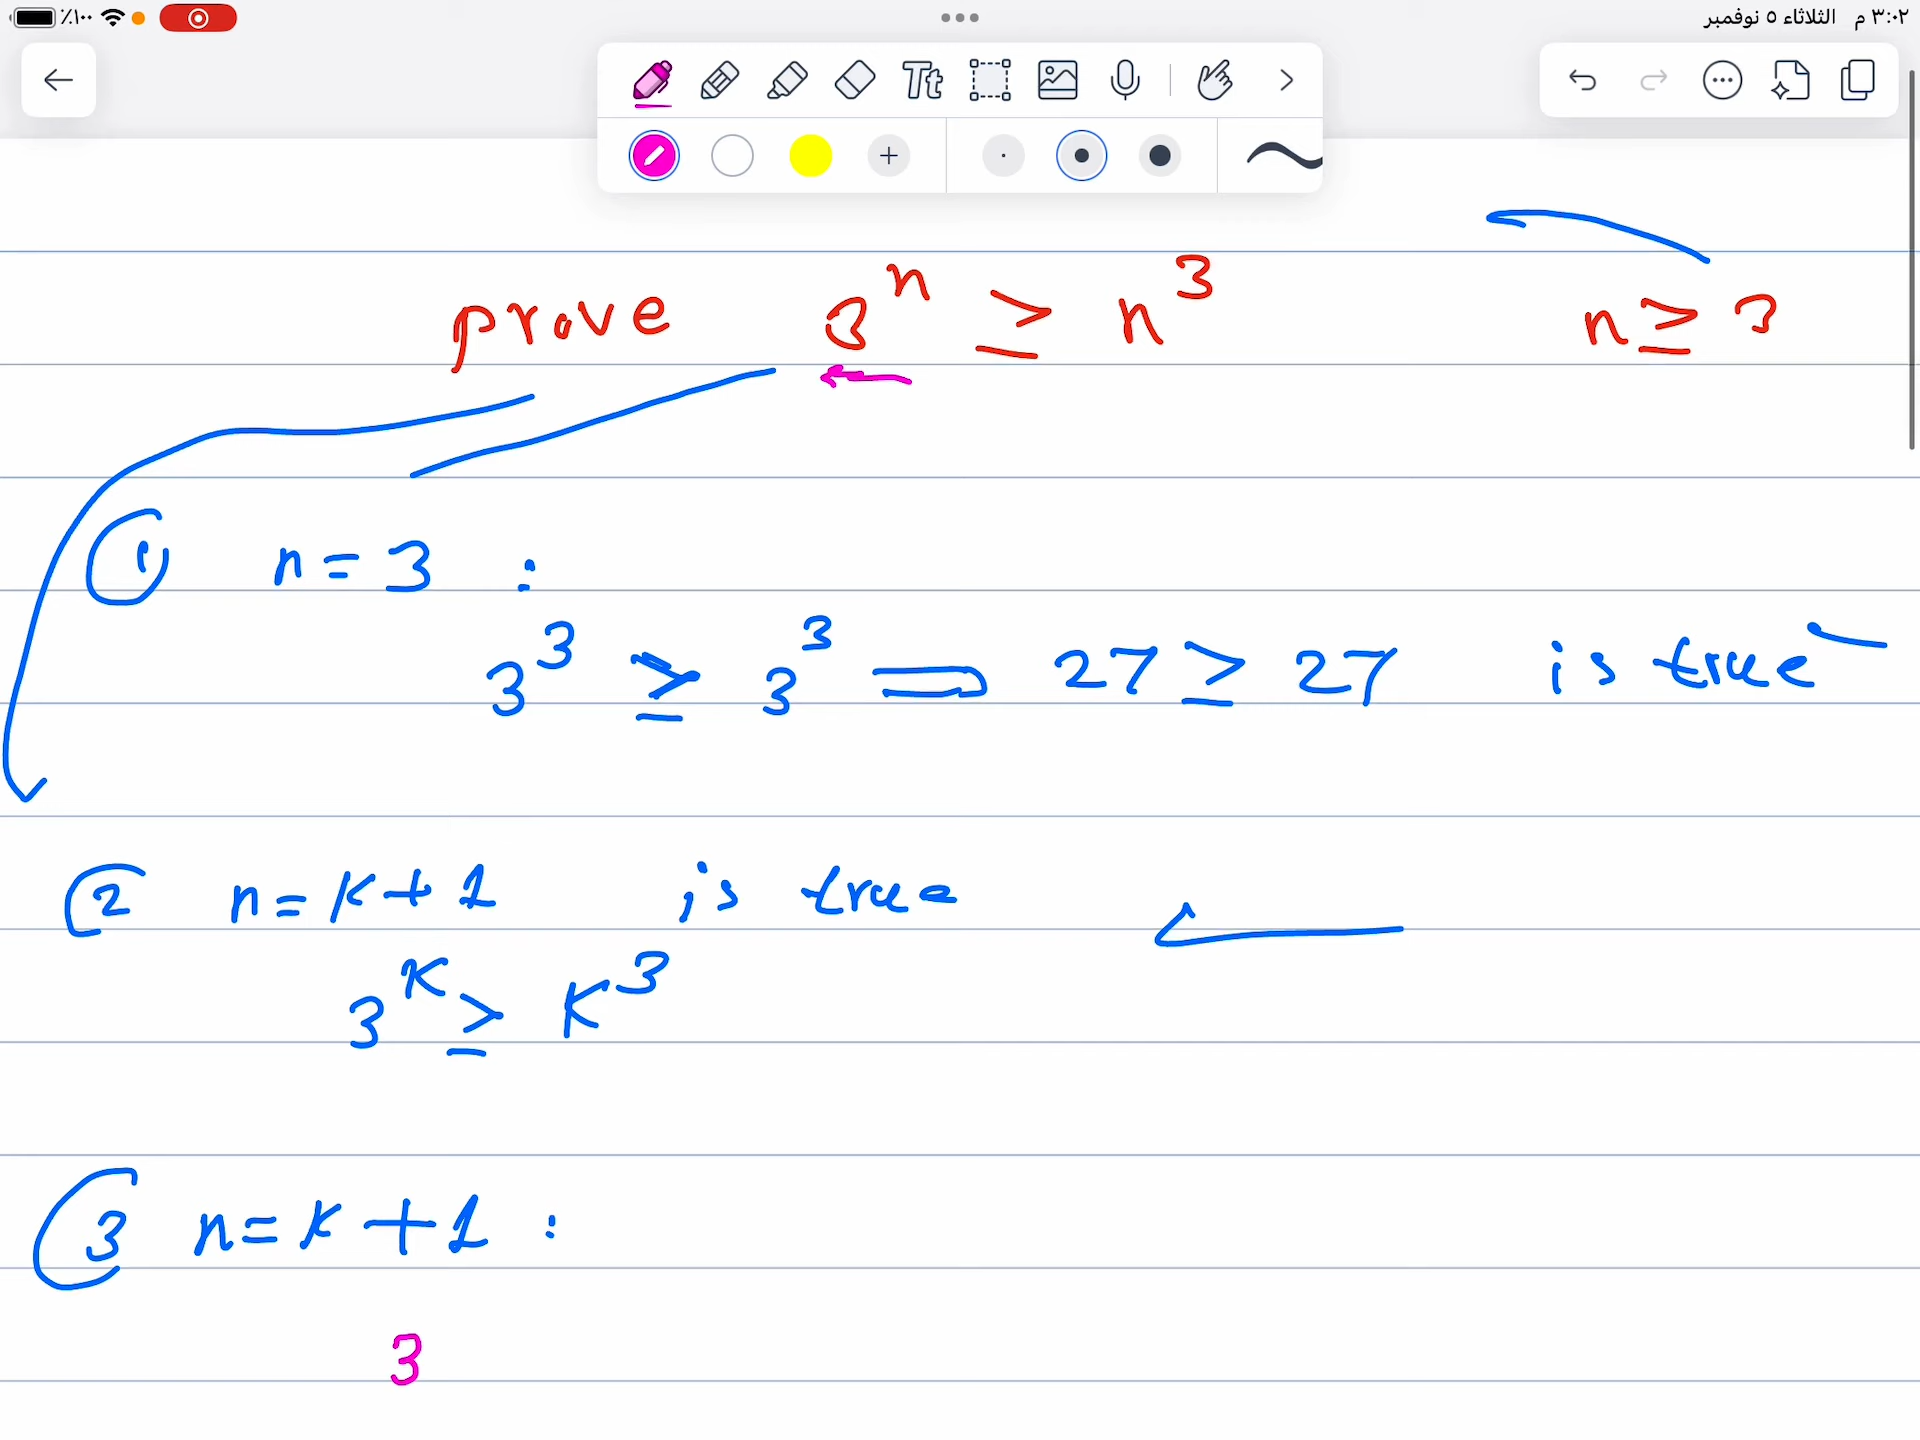 ٪١٠٠ ٣:٠٢ م الثلاثاء ٥ نوفمبر
Tt
prove 3^n ≥ n^3 n ≥ 3
① n = 3 :
3^3 ≥ 3^3 ⇒ 27 ≥ 27 is true
② n = k + 1 is true
3^k ≥ k^3
③ n = k + 1 :
3